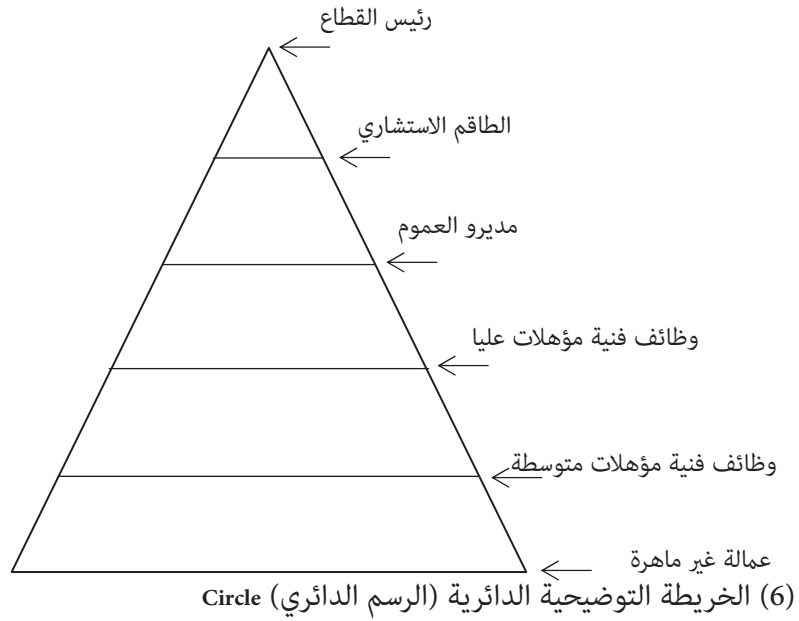 رئيس القطاع
الطاقم الاستشاري
مديرو العموم
وظائف فنية مؤهلات عليا
وظائف فنية مؤهلات متوسطة
عمالة غير ماهرة
(6) الخريطة التوضيحية الدائرية (الرسم الدائري) Circle